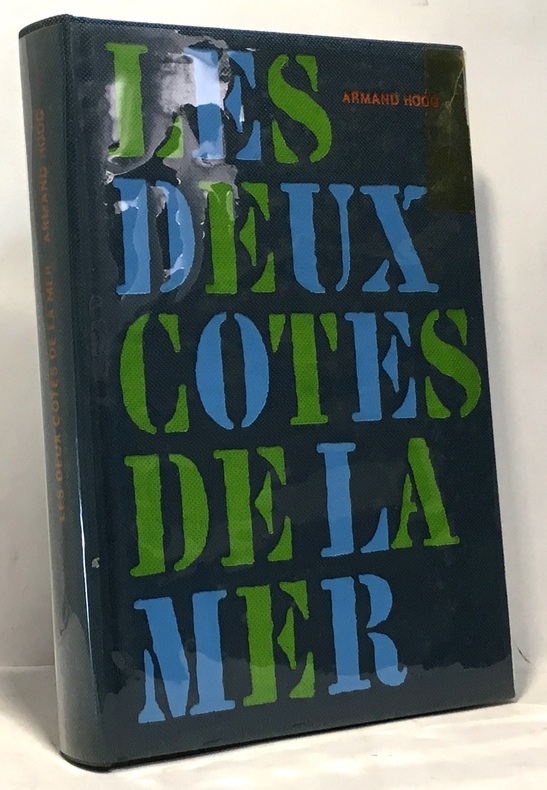 LES
ARMAND HOOG
DEUX
COTES
DE LA
MER
LES DEUX COTES DE LA MER ARMAND HOOG